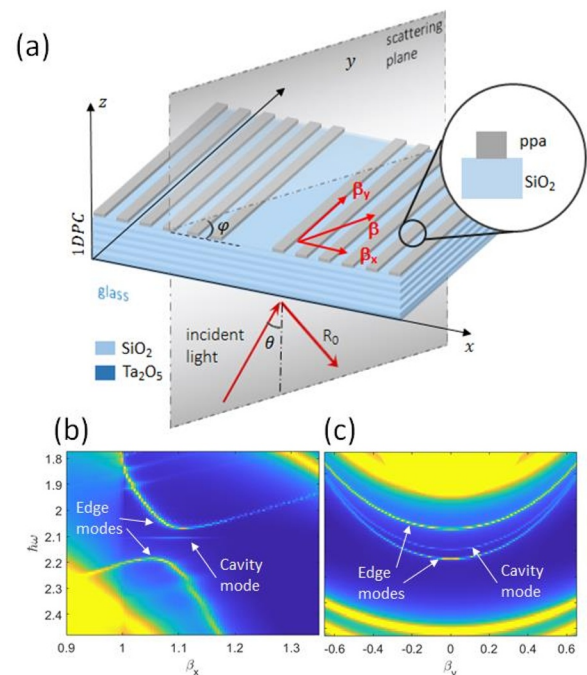 (a)
scattering
plane
y
z
ppa
SiO₂
βy
β
βx
φ
1DPC
glass
incident
light
θ
R₀
x
SiO₂
Ta₂O₅
(b)
(c)
1.8
1.9
2
2.1
2.2
2.3
2.4
ħω
Edge
modes
Cavity
mode
0.9
1
1.1
1.2
1.3
βx
Edge
modes
Cavity
mode
-0.6
-0.4
-0.2
0
0.2
0.4
0.6
βy